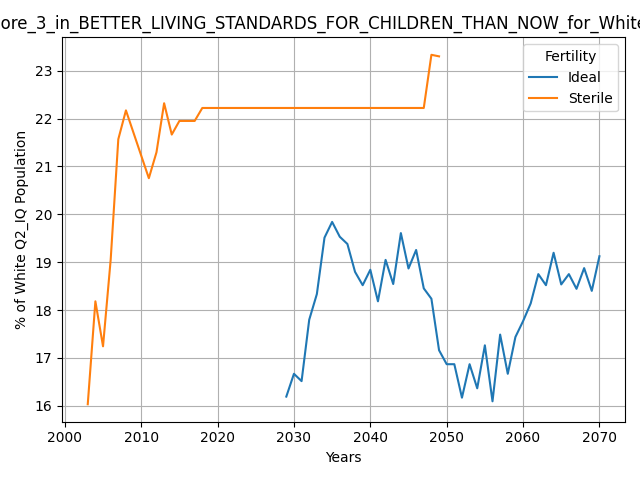 ore_3_in_BETTER_LIVING_STANDARDS_FOR_CHILDREN_THAN_NOW_for_White
Fertility
Ideal
Sterile
% of White Q2_IQ Population
23
22
21
20
19
18
17
16
2000 2010 2020 2030 2040 2050 2060 2070
Years